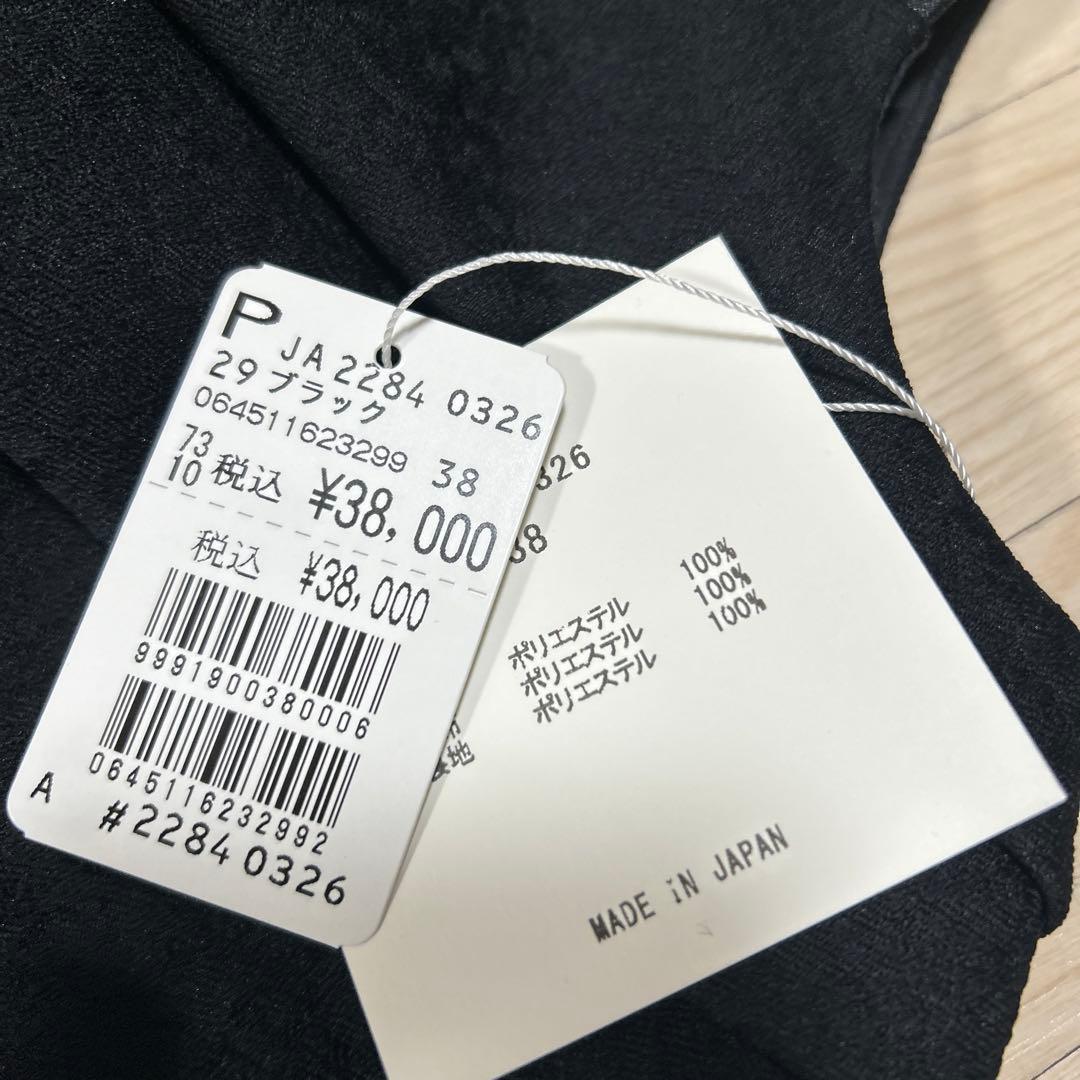 P
JA 2284 0326
29 ブラック
064511623299 38
73
10 税込 ¥38,000
税込 ¥38,000
9991900380006
0645116232992
A
#2284 0326
326
38
ポリエステル 100%
ポリエステル 100%
ポリエステル 100%
地
MADE iN JAPAN